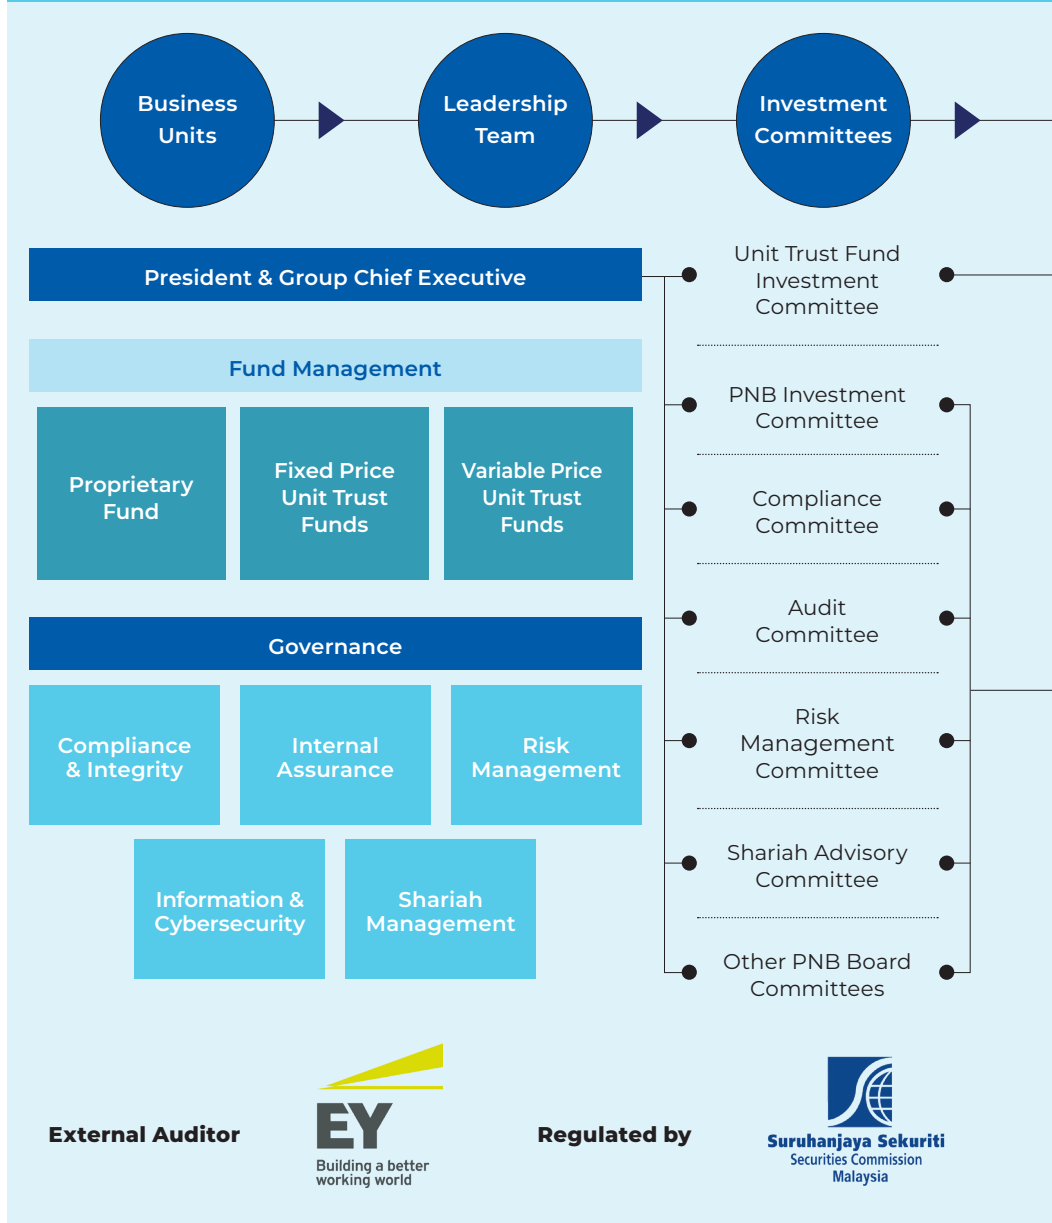 Business
Units
Leadership
Team
Investment
Committees
President & Group Chief Executive
Fund Management
Proprietary
Fund
Fixed Price
Unit Trust
Funds
Variable Price
Unit Trust
Funds
Governance
Compliance
& Integrity
Internal
Assurance
Risk
Management
Information &
Cybersecurity
Shariah
Management
Unit Trust Fund
Investment
Committee
PNB Investment
Committee
Compliance
Committee
Audit
Committee
Risk
Management
Committee
Shariah Advisory
Committee
Other PNB Board
Committees
External Auditor
EY
Building a better
working world
Regulated by
Suruhanjaya Sekuriti
Securities Commission
Malaysia